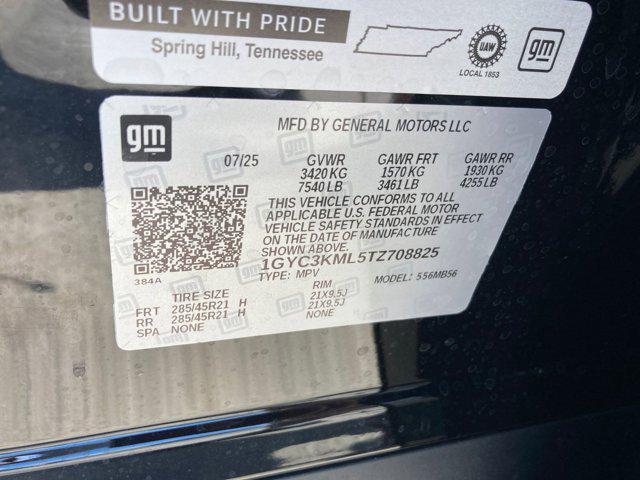 BUILT WITH PRIDE
Spring Hill, Tennessee
UAW
LOCAL 1853
gm
gm
MFD BY GENERAL MOTORS LLC
07/25 GVWR GAWR FRT GAWR RR
3420 KG 1570 KG 1930 KG
7540 LB 3461 LB 4255 LB
THIS VEHICLE CONFORMS TO ALL
APPLICABLE U.S. FEDERAL MOTOR
VEHICLE SAFETY STANDARDS IN EFFECT
ON THE DATE OF MANUFACTURE
SHOWN ABOVE.
1GYC3KML5TZ708825
TYPE: MPV MODEL: 556MB56
384A
TIRE SIZE RIM
FRT 285/45R21 H 21X9.5J
RR 285/45R21 H 21X9.5J
SPA NONE NONE